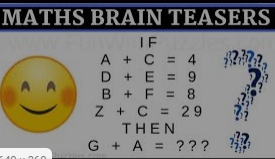 MATHS BRAIN TEASERS
IF
A + C = 4
D + E = 9
B + F = 8
Z + C = 29
THEN
G + A = ???